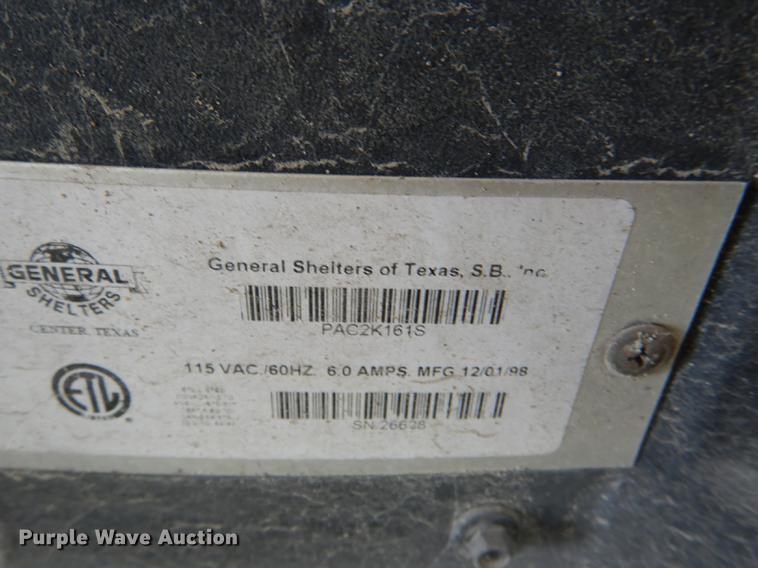 GENERAL
SHELTERS
CENTER TEXAS
General Shelters of Texas, S.B., Inc.
PAC2K161S
115 VAC./60HZ. 6.0 AMPS. MFG 12/01/98
ETL
SN 26628
Purple Wave Auction